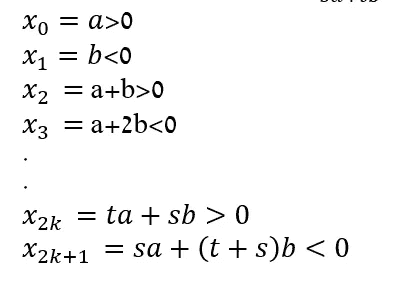 x₀ = a>0
x₁ = b<0
x₂ = a+b>0
x₃ = a+2b<0
.
.
x₂ₖ = ta + sb > 0
x₂ₖ₊₁ = sa + (t + s)b < 0